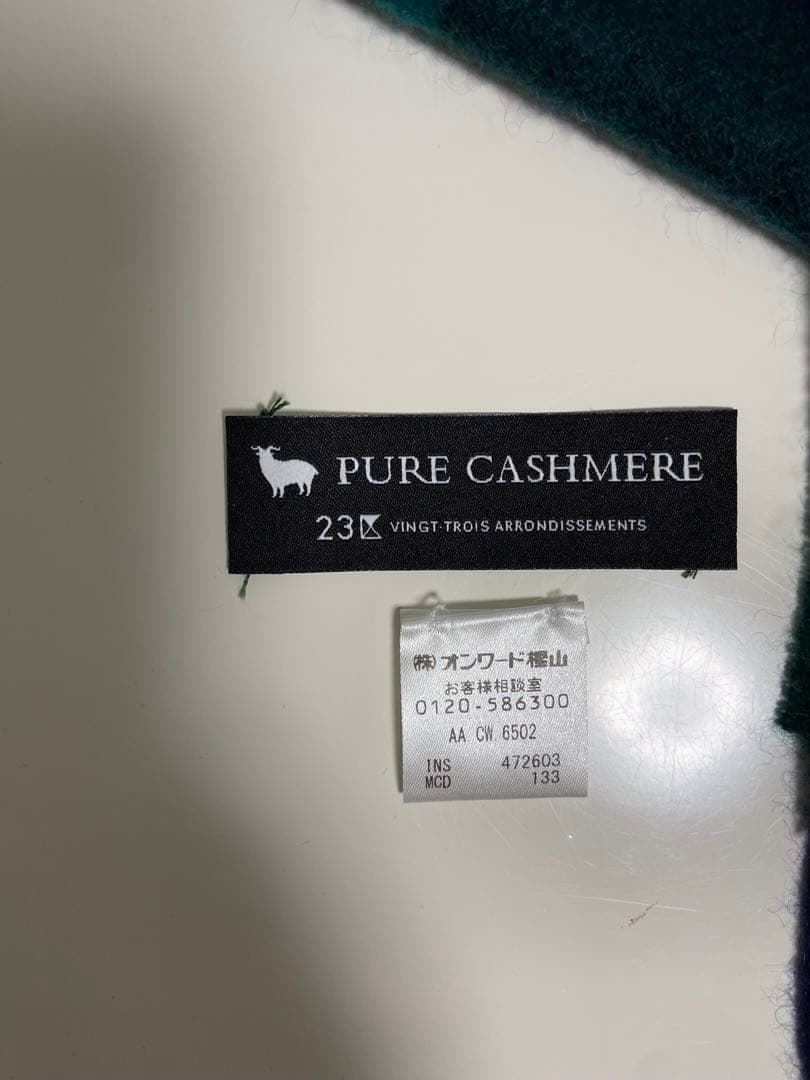 PURE CASHMERE
23区 VINGT-TROIS ARRONDISSEMENTS
㈱オンワード樫山
お客様相談室
0120-586300
AA CW 6502
INS 472603
MCD 133